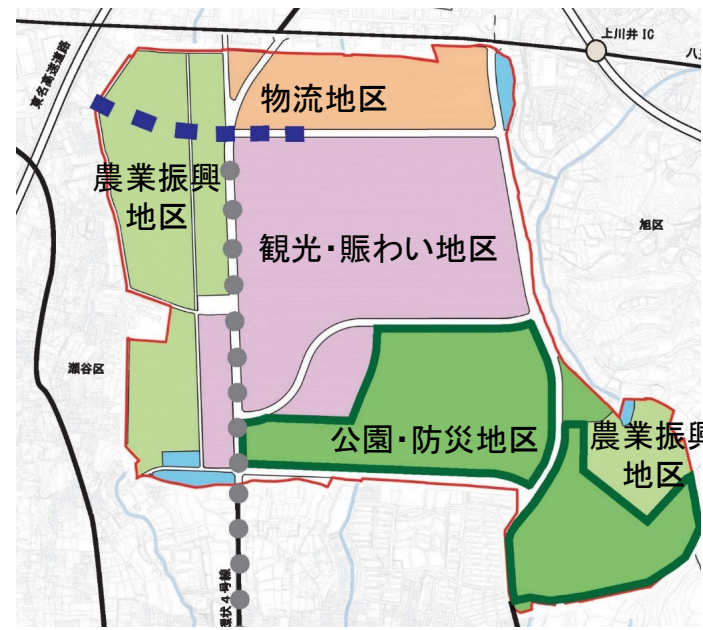 上川井 IC
八王
東名高速道路
物流地区
農業振興
地区
観光・賑わい地区
旭区
瀬谷区
公園・防災地区
農業振興
地区
環状4号線